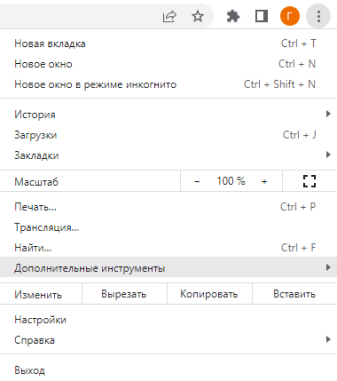 Г
Новая вкладка Ctrl + T
Новое окно Ctrl + N
Новое окно в режиме инкогнито Ctrl + Shift + N
История
Загрузки Ctrl + J
Закладки
Масштаб - 100 % +
Печать... Ctrl + P
Трансляция...
Найти... Ctrl + F
Дополнительные инструменты
Изменить Вырезать Копировать Вставить
Настройки
Справка
Выход